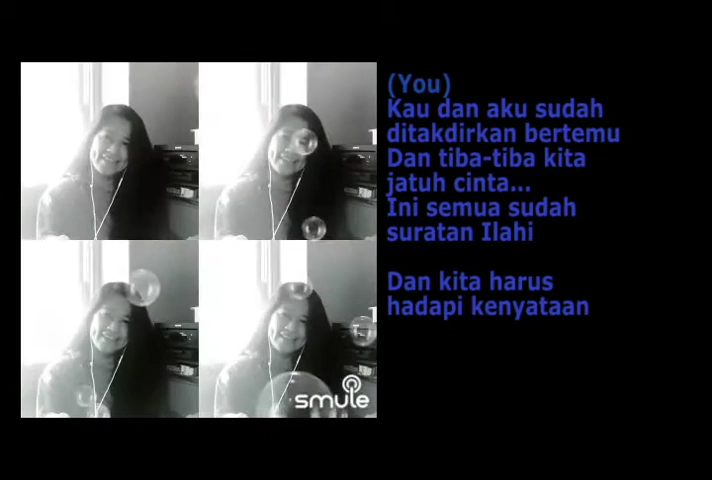 (You)
Kau dan aku sudah
ditakdirkan bertemu
Dan tiba-tiba kita
jatuh cinta...
Ini semua sudah
suratan Ilahi
Dan kita harus
hadapi kenyataan
smule